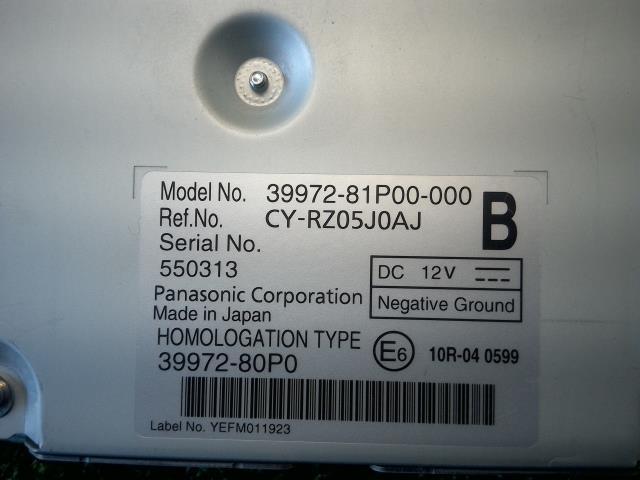 Model No. 39972-81P00-000
Ref.No. CY-RZ05J0AJ
B
Serial No.
550313
DC 12V
Panasonic Corporation
Negative Ground
Made in Japan
HOMOLOGATION TYPE
39972-80P0
E6 10R-04 0599
Label No. YEFM011923